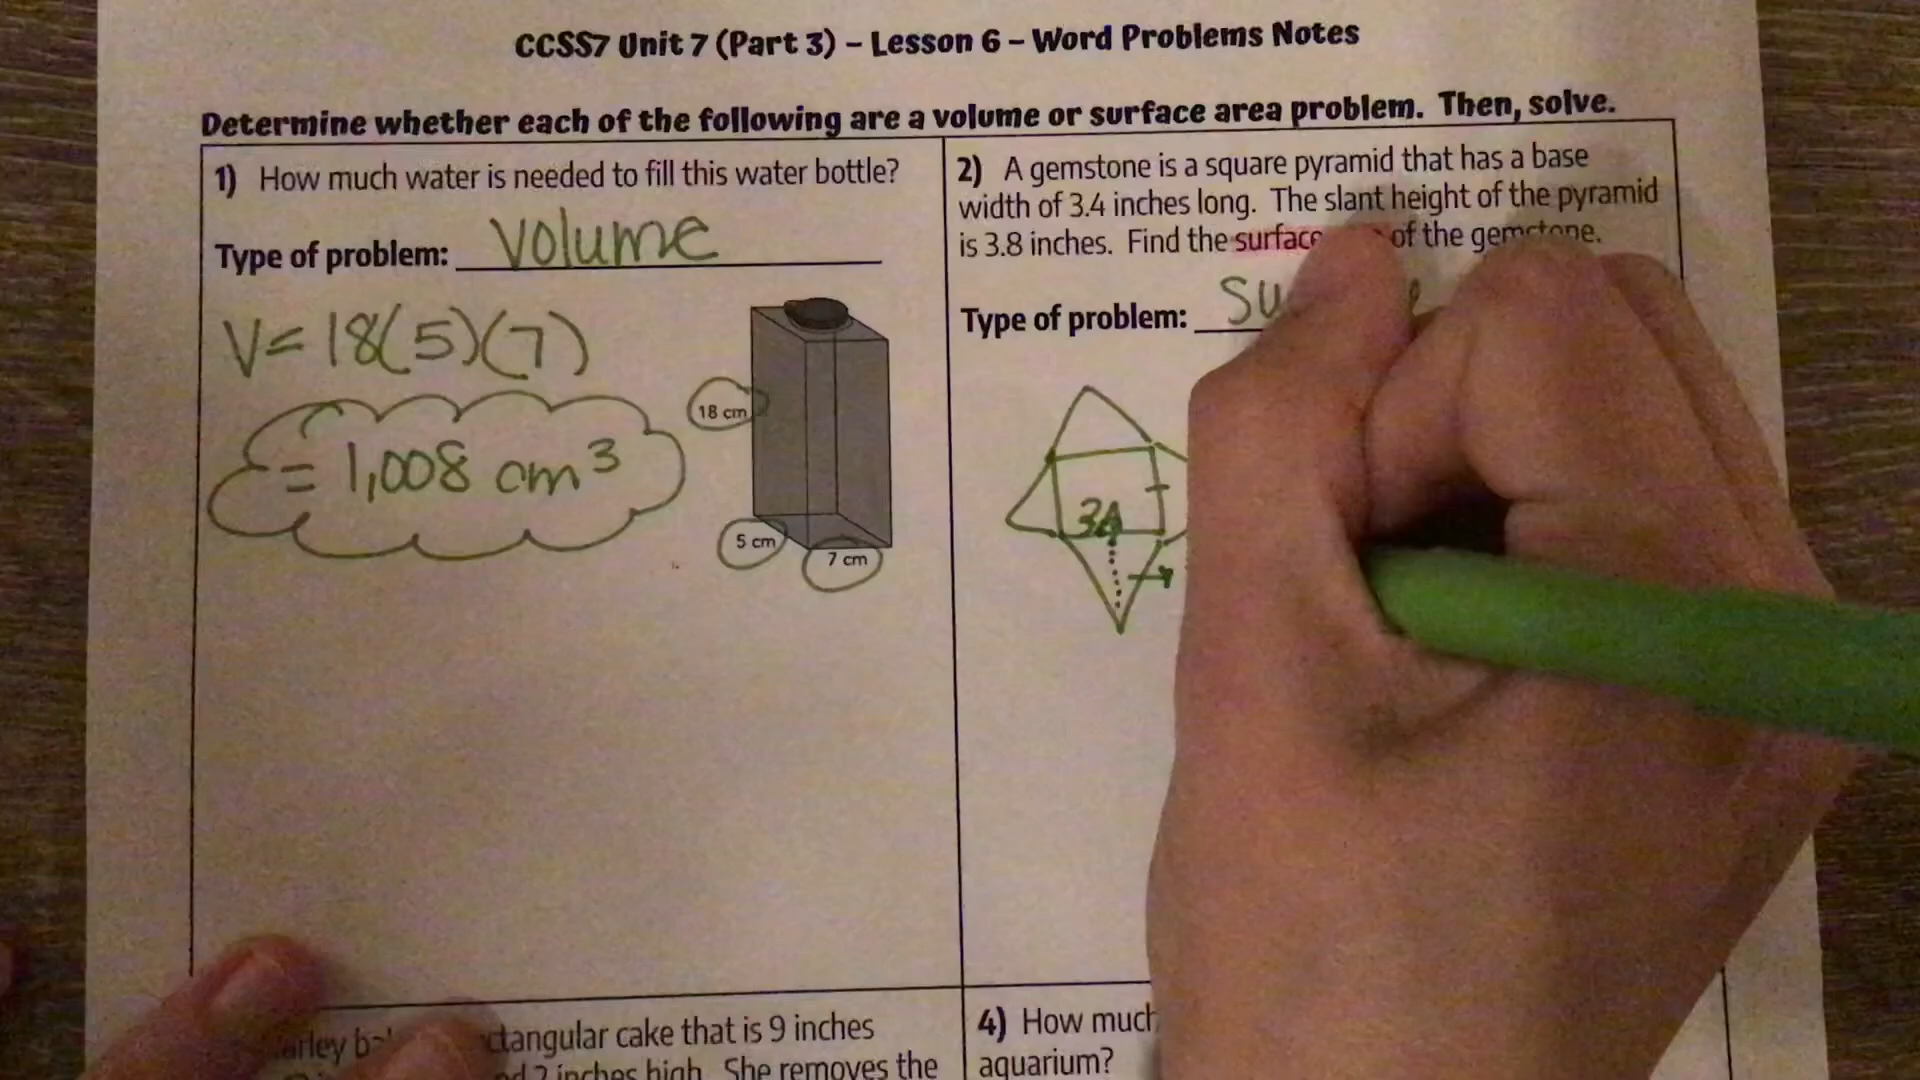 CCSS7 Unit 7 (Part 3) – Lesson 6 – Word Problems Notes
Determine whether each of the following are a volume or surface area problem. Then, solve.
1) How much water is needed to fill this water bottle?
Type of problem: volume
V = 18(5)(7)
= 1,008 cm³
18 cm
5 cm
7 cm
2) A gemstone is a square pyramid that has a base
width of 3.4 inches long. The slant height of the pyramid
is 3.8 inches. Find the surface of the gemstone.
Type of problem:
ctangular cake that is 9 inches
2 inches high. She removes the
4) How much
aquarium?